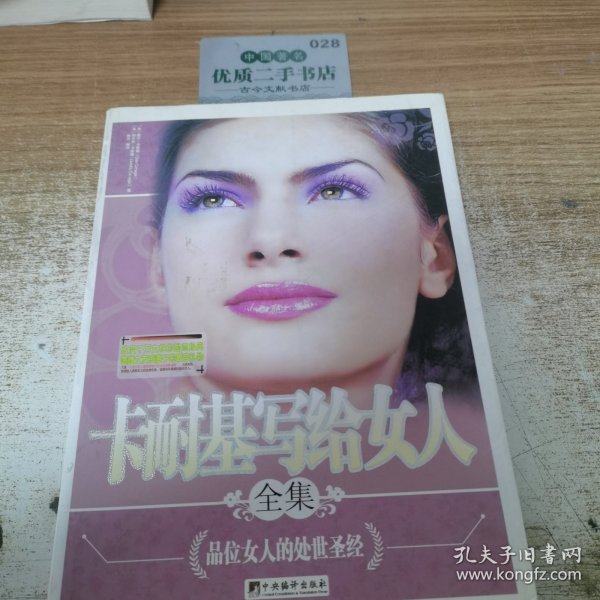 028
中国著名
优质二手书店
古今文献书店
卡耐基写给女人
全集
品位女人的处世圣经
中央编译出版社
孔夫子旧书网
www.kongfz.com